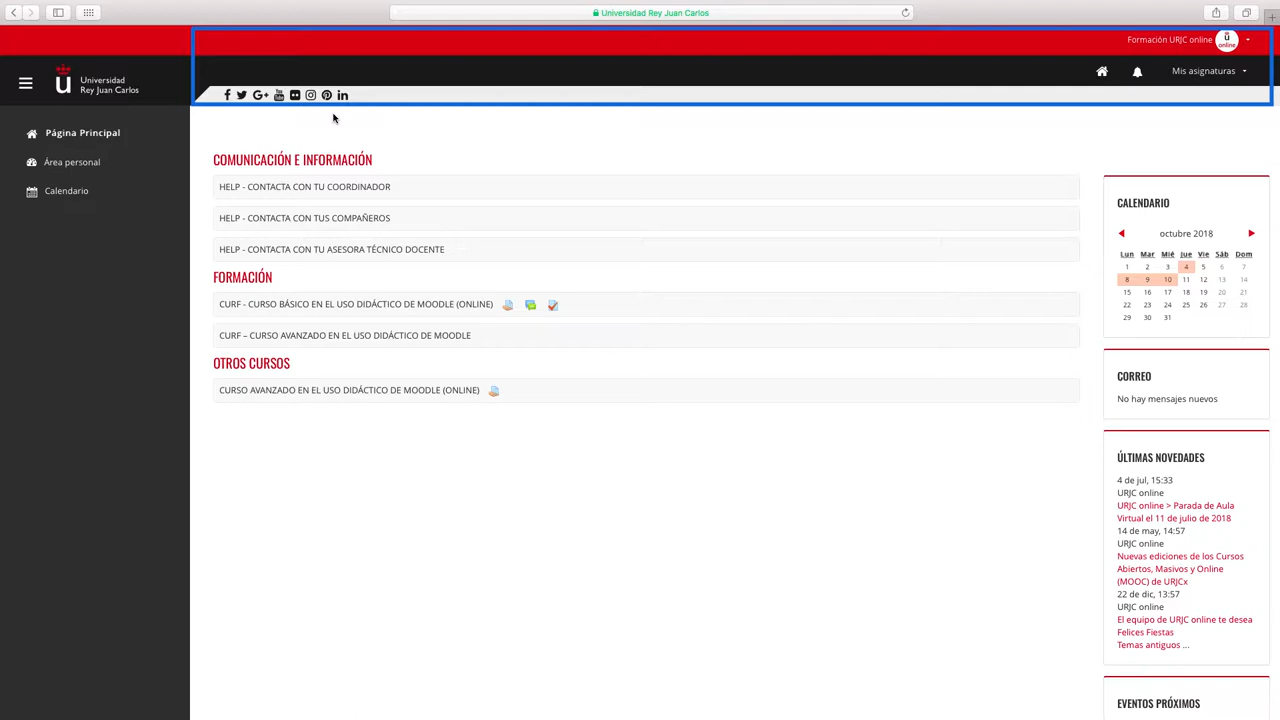 Universidad Rey Juan Carlos
Formación URJC online
ü online
Universidad
Rey Juan Carlos
Mis asignaturas
Página Principal
Área personal
Calendario
COMUNICACIÓN E INFORMACIÓN
HELP - CONTACTA CON TU COORDINADOR
HELP - CONTACTA CON TUS COMPAÑEROS
HELP - CONTACTA CON TU ASESORA TÉCNICO DOCENTE
FORMACIÓN
CURF - CURSO BÁSICO EN EL USO DIDÁCTICO DE MOODLE (ONLINE)
CURF – CURSO AVANZADO EN EL USO DIDÁCTICO DE MOODLE
OTROS CURSOS
CURSO AVANZADO EN EL USO DIDÁCTICO DE MOODLE (ONLINE)
CALENDARIO
octubre 2018
Lun Mar Mié Jue Vie Sáb Dom
1 2 3 4 5 6 7
8 9 10 11 12 13 14
15 16 17 18 19 20 21
22 23 24 25 26 27 28
29 30 31
CORREO
No hay mensajes nuevos
ÚLTIMAS NOVEDADES
4 de jul, 15:33
URJC online
URJC online > Parada de Aula
Virtual el 11 de julio de 2018
14 de may, 14:57
URJC online
Nuevas ediciones de los Cursos
Abiertos, Masivos y Online
(MOOC) de URJCx
22 de dic, 13:57
URJC online
El equipo de URJC online te desea
Felices Fiestas
Temas antiguos ...
EVENTOS PRÓXIMOS